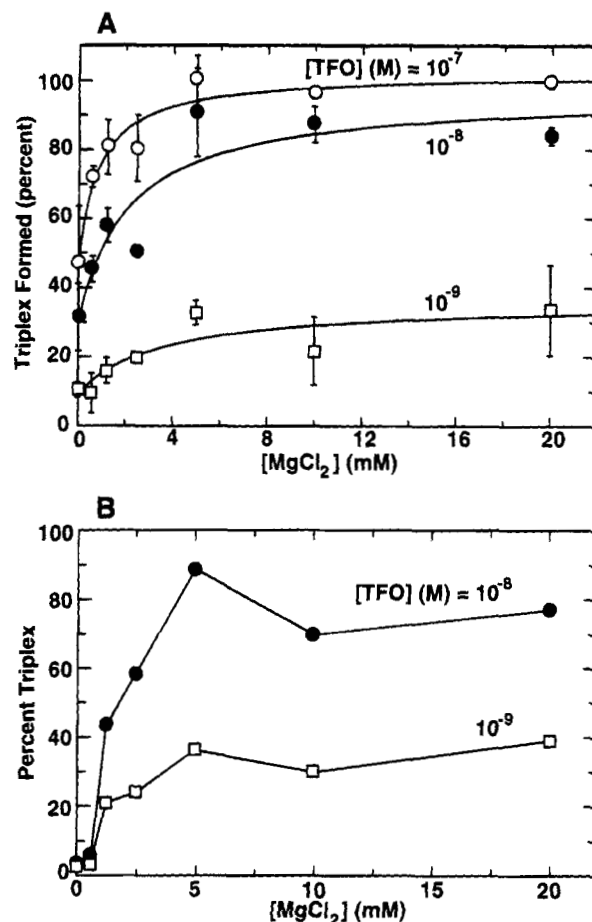 A
Triplex Formed (percent)
100
80
60
40
20
0
[TFO] (M) = 10⁻⁷
10⁻⁸
10⁻⁹
0 4 8 12 16 20
[MgCl₂] (mM)
B
Percent Triplex
100
80
60
40
20
0
[TFO] (M) = 10⁻⁸
10⁻⁹
0 5 10 15 20
[MgCl₂] (mM)